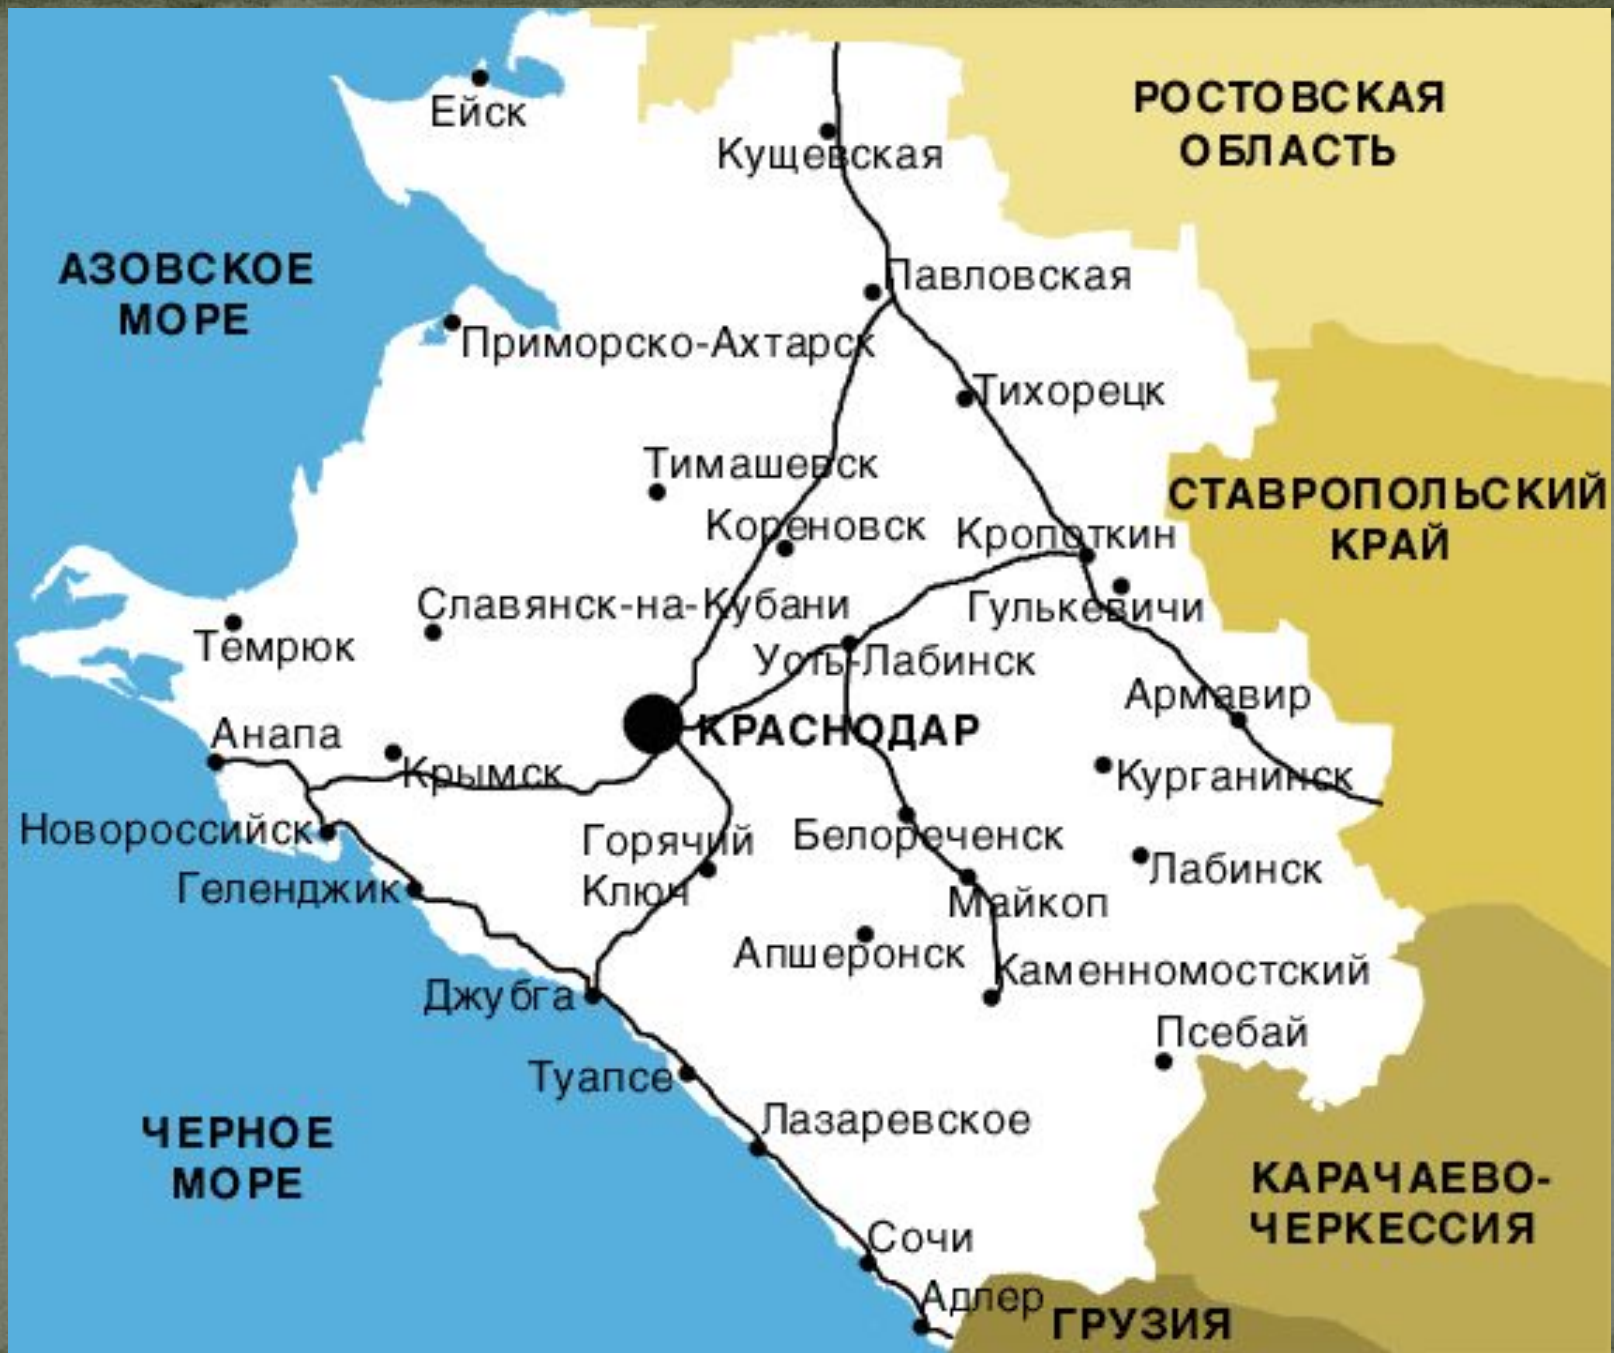 Ейск
РОСТОВСКАЯ
ОБЛАСТЬ
Кущевская
АЗОВСКОЕ
МОРЕ
Павловская
Приморско-Ахтарск
Тихорецк
Тимашевск
СТАВРОПОЛЬСКИЙ
КРАЙ
Кореновск
Кропоткин
Славянск-на-Кубани
Гулькевичи
Темрюк
Усть-Лабинск
Армавир
Анапа
КРАСНОДАР
Крымск
Курганинск
Новороссийск
Горячий
Ключ
Белореченск
Геленджик
Лабинск
Майкоп
Апшеронск
Каменномостский
Джубга
Псебай
Туапсе
Лазаревское
ЧЕРНОЕ
МОРЕ
КАРАЧАЕВО-
ЧЕРКЕССИЯ
Сочи
Адлер
ГРУЗИЯ